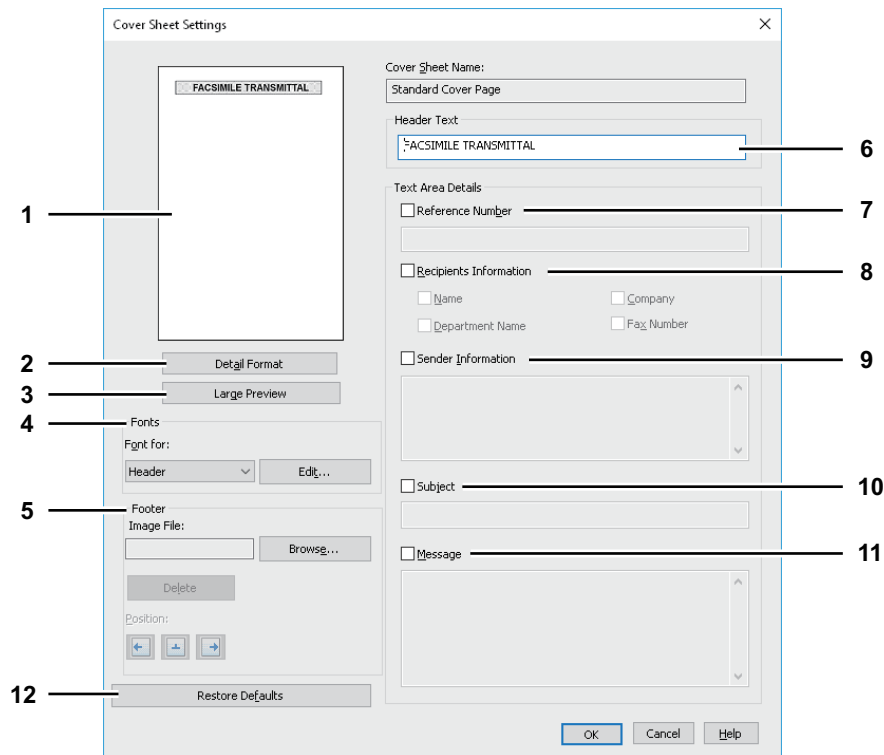 Cover Sheet Settings
FACSIMILE TRANSMITTAL
1
Detail Format
2
Large Preview
3
4
Fonts
Font for:
Header
Edit...
5
Footer
Image File:
Browse...
Delete
Position:
12
Restore Defaults
Cover Sheet Name:
Standard Cover Page
Header Text
FACSIMILE TRANSMITTAL
6
Text Area Details
Reference Number
7
Recipients Information
8
Name
Company
Department Name
Fax Number
Sender Information
9
Subject
10
Message
11
OK
Cancel
Help